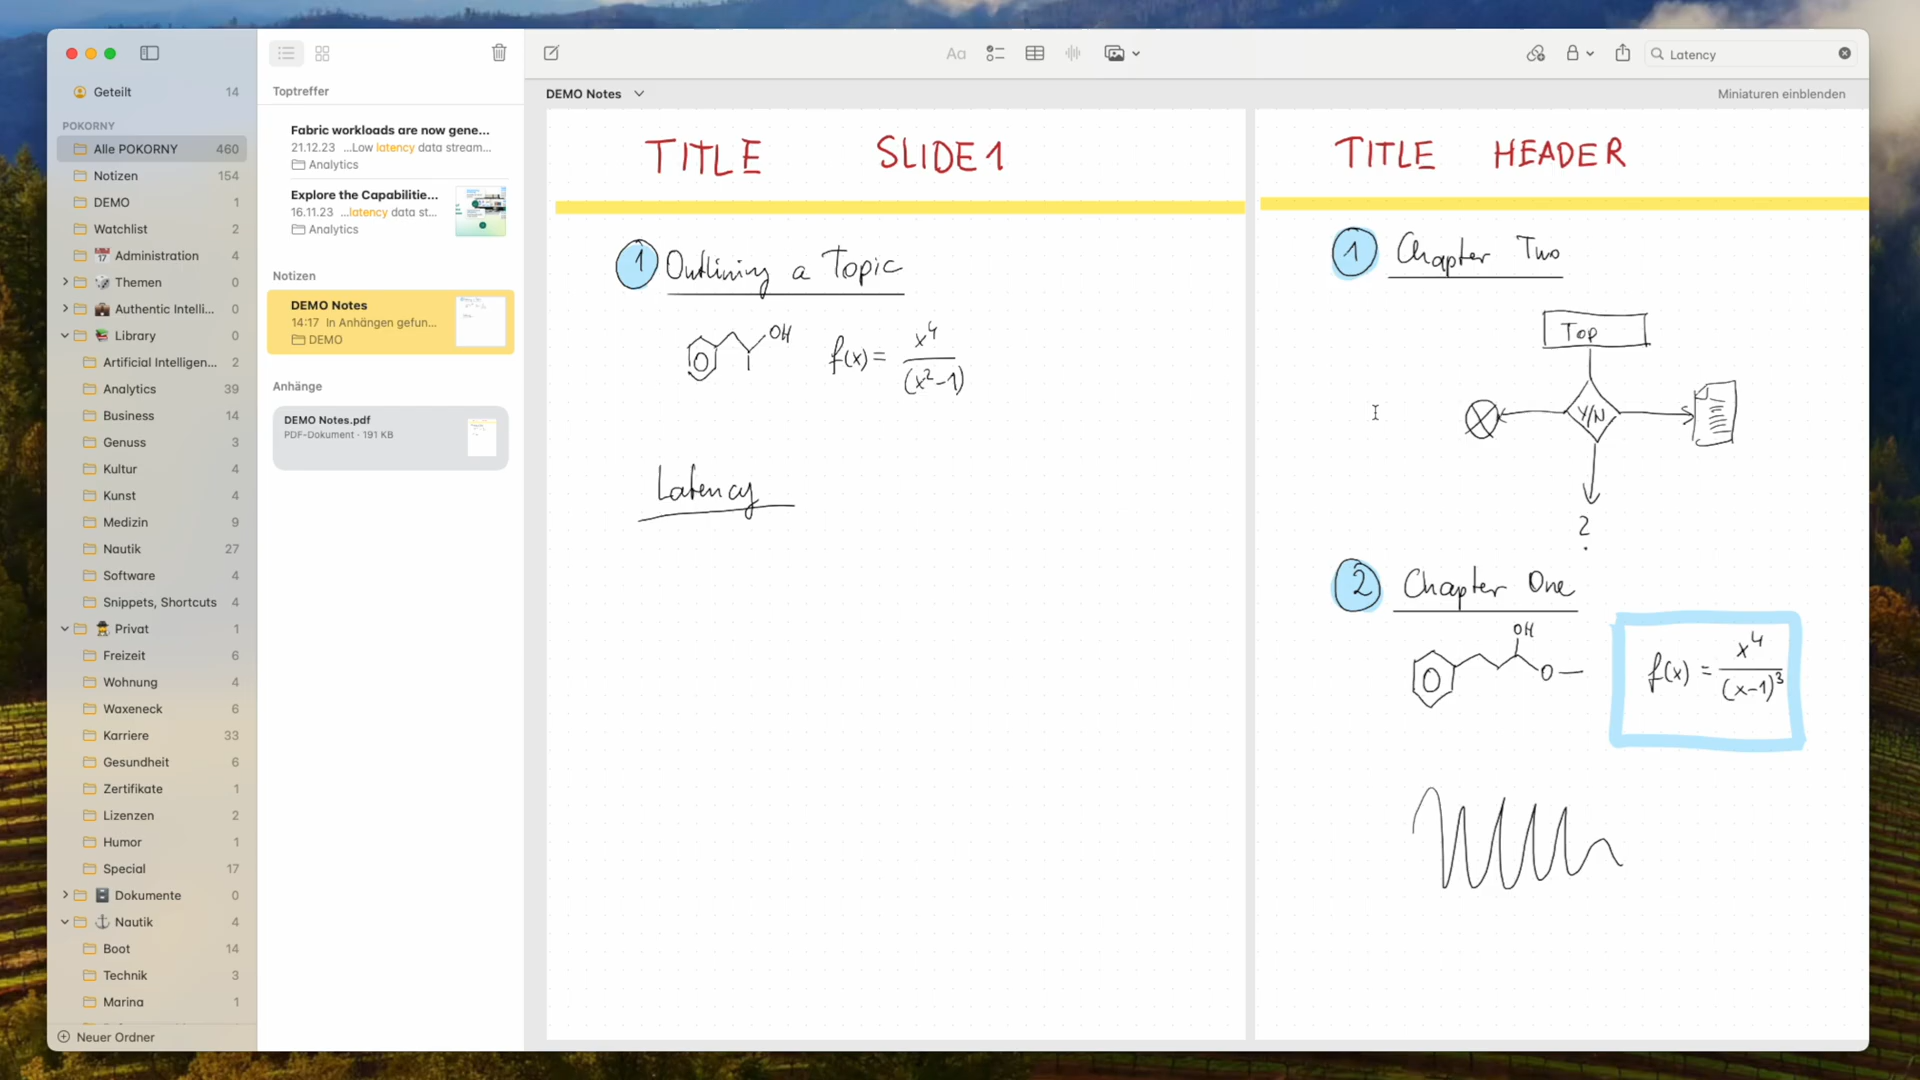 Geteilt 14
POKORNY
Alle POKORNY 460
Notizen 154
DEMO 1
Watchlist 2
Administration 4
Themen 0
Authentic Intelli... 0
Library 0
Artificial Intelligen... 2
Analytics 39
Business 14
Genuss 3
Kultur 4
Kunst 4
Medizin 9
Nautik 27
Software 4
Snippets, Shortcuts 4
Privat 1
Freizeit 6
Wohnung 4
Waxeneck 6
Karriere 33
Gesundheit 6
Zertifikate 1
Lizenzen 2
Humor 1
Special 17
Dokumente 0
Nautik 4
Boot 14
Technik 3
Marina 1
Neuer Ordner
Toptreffer
Fabric workloads are now gene...
21.12.23 ...Low latency data stream...
Analytics
Explore the Capabilitie...
16.11.23 ...latency data st...
Analytics
Notizen
DEMO Notes
14:17 In Anhängen gefun...
DEMO
Anhänge
DEMO Notes.pdf
PDF-Dokument · 191 KB
Aa
Latency
DEMO Notes
Miniaturen einblenden
TITLE SLIDE1
1 Outlining a Topic
OH
f(x) = x⁴ / (x²-1)
Latency
TITLE HEADER
1 Chapter Two
Top
Y/N
?
2 Chapter One
OH
O
f(x) = x⁴ / (x-1)³